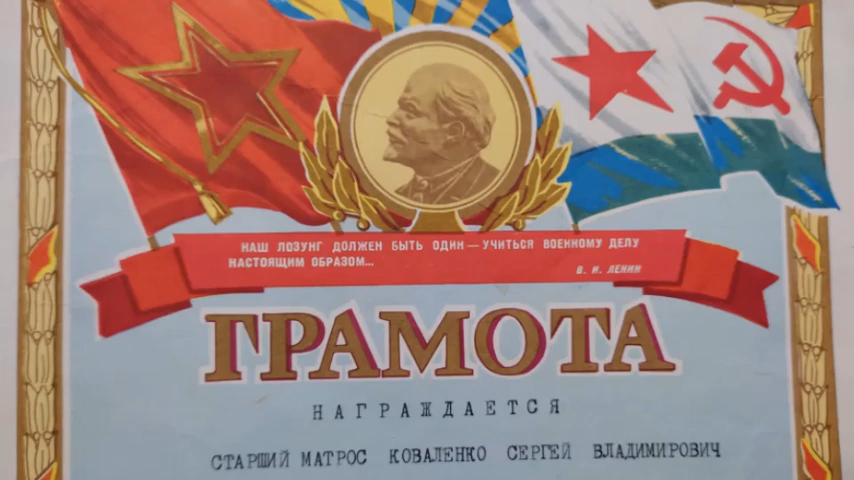 НАШ ЛОЗУНГ ДОЛЖЕН БЫТЬ ОДИН — УЧИТЬСЯ ВОЕННОМУ ДЕЛУ
НАСТОЯЩИМ ОБРАЗОМ...
В. И. ЛЕНИН
ГРАМОТА
НАГРАЖДАЕТСЯ
СТАРШИЙ МАТРОС КОВАЛЕНКО СЕРГЕЙ ВЛАДИМИРОВИЧ